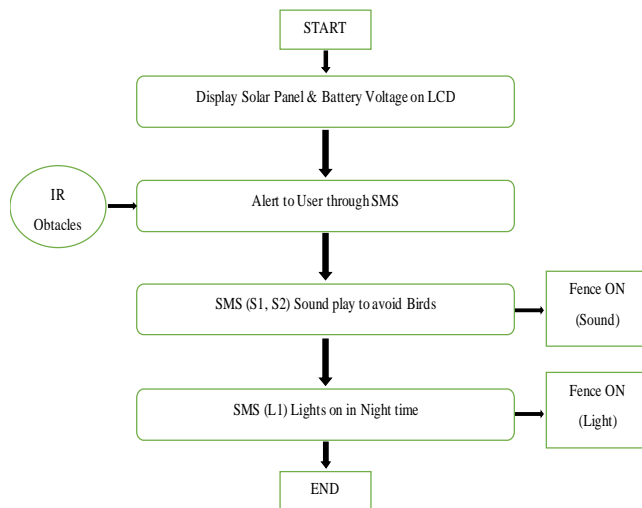 START
Display Solar Panel & Battery Voltage on LCD
IR
Obtacles
Alert to User through SMS
SMS (S1, S2) Sound play to avoid Birds
Fence ON
(Sound)
SMS (L1) Lights on in Night time
Fence ON
(Light)
END